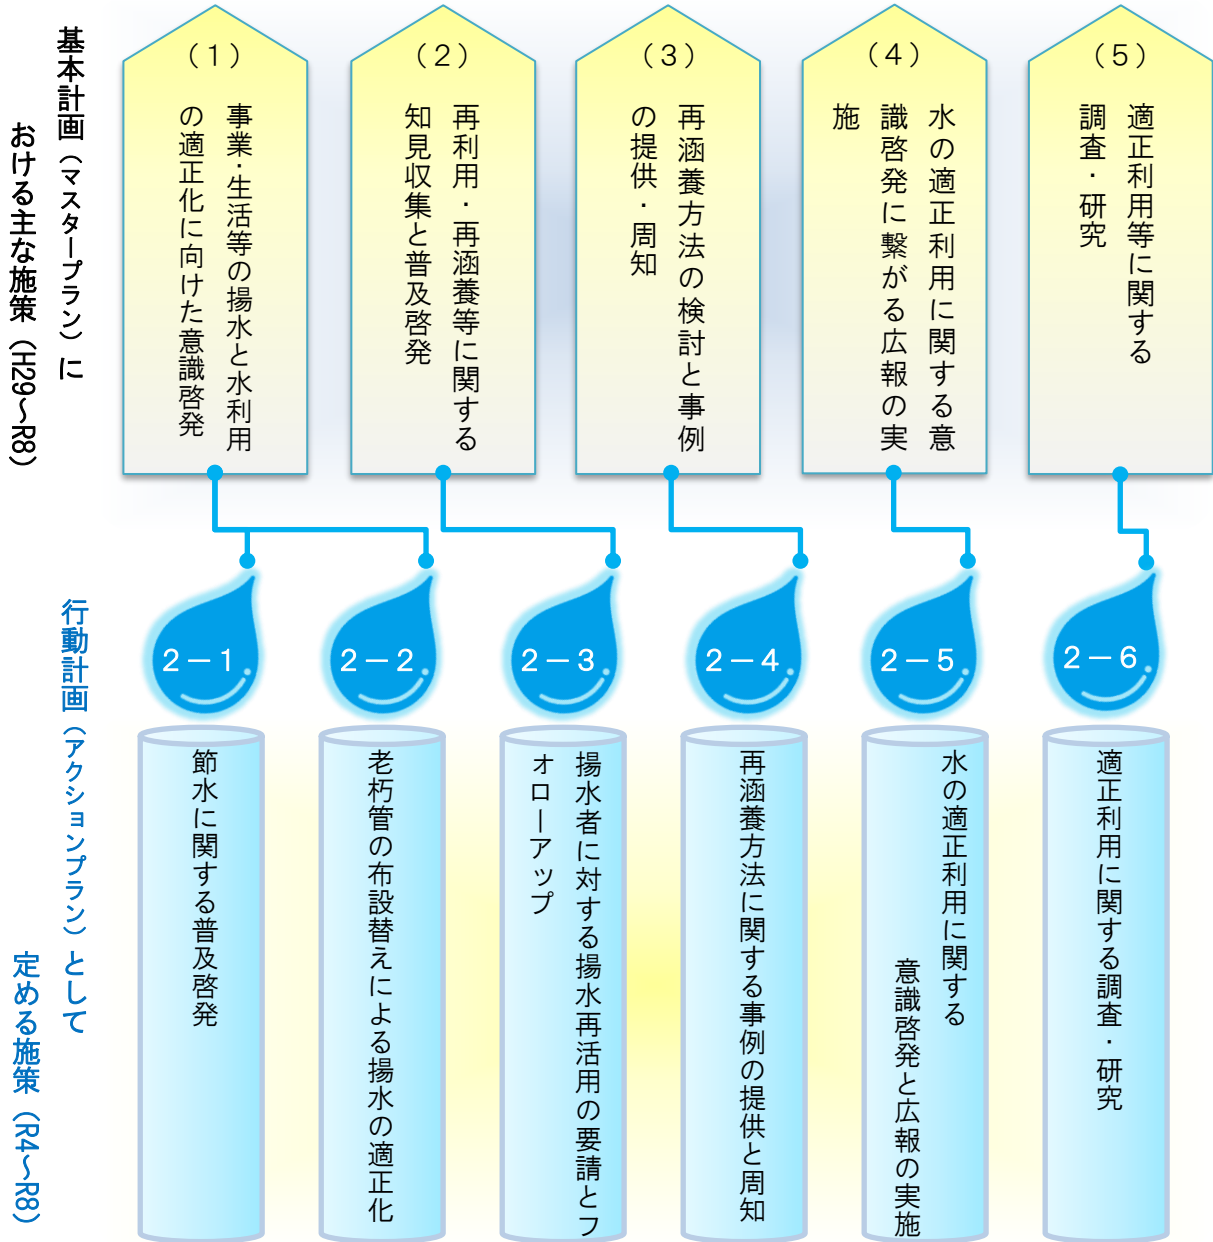 基本計画（マスタープラン）に
おける主な施策（H29～R8）
（１）
事業・生活等の揚水と水利用
の適正化に向けた意識啓発
（２）
再利用・再涵養等に関する
知見収集と普及啓発
（３）
再涵養方法の検討と事例
の提供・周知
（４）
水の適正利用に関する意
識啓発に繋がる広報の実
施
（５）
適正利用等に関する
調査・研究
行動計画（アクションプラン）として
定める施策（R4～R8）
２－１
節水に関する普及啓発
２－２
老朽管の布設替えによる揚水の適正化
２－３
揚水者に対する揚水再活用の要請とフ
ォローアップ
２－４
再涵養方法に関する事例の提供と周知
２－５
水の適正利用に関する
意識啓発と広報の実施
２－６
適正利用に関する調査・研究